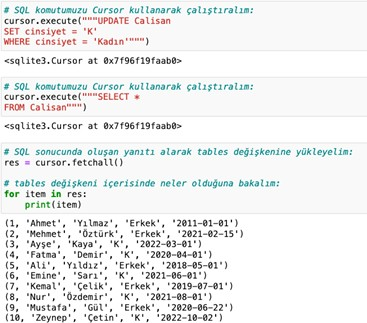 # SQL komutumuzu Cursor kullanarak çalıştıralım:
cursor.execute("""UPDATE Calisan
SET cinsiyet = 'K'
WHERE cinsiyet = 'Kadın'""")
<sqlite3.Cursor at 0x7f96f19faab0>
# SQL komutumuzu Cursor kullanarak çalıştıralım:
cursor.execute("""SELECT *
FROM Calisan""")
<sqlite3.Cursor at 0x7f96f19faab0>
# SQL sonucunda oluşan yanıtı alarak tables değişkenine yükleyelim:
res = cursor.fetchall()
# tables değişkeni içerisinde neler olduğuna bakalım:
for item in res:
    print(item)
(1, 'Ahmet', 'Yılmaz', 'Erkek', '2011-01-01')
(2, 'Mehmet', 'Öztürk', 'Erkek', '2021-02-15')
(3, 'Ayşe', 'Kaya', 'K', '2022-03-01')
(4, 'Fatma', 'Demir', 'K', '2020-04-01')
(5, 'Ali', 'Yıldız', 'Erkek', '2018-05-01')
(6, 'Emine', 'Sarı', 'K', '2021-06-01')
(7, 'Kemal', 'Çelik', 'Erkek', '2019-07-01')
(8, 'Nur', 'Özdemir', 'K', '2021-08-01')
(9, 'Mustafa', 'Gül', 'Erkek', '2020-06-22')
(10, 'Zeynep', 'Çetin', 'K', '2022-10-02')